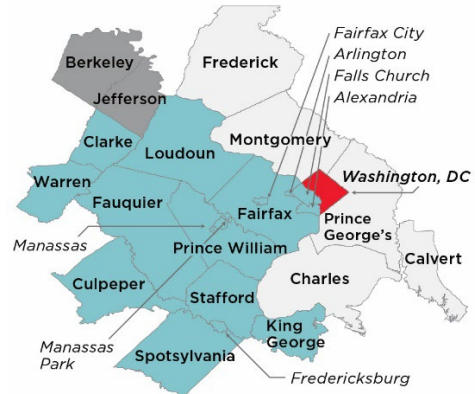 Fairfax City
Arlington
Falls Church
Alexandria
Frederick
Berkeley
Jefferson
Montgomery
Clarke
Loudoun
Washington, DC
Warren
Fauquier
Fairfax
Prince
George's
Manassas
Prince William
Calvert
Charles
Culpeper
Stafford
King
George
Manassas
Park
Spotsylvania
Fredericksburg